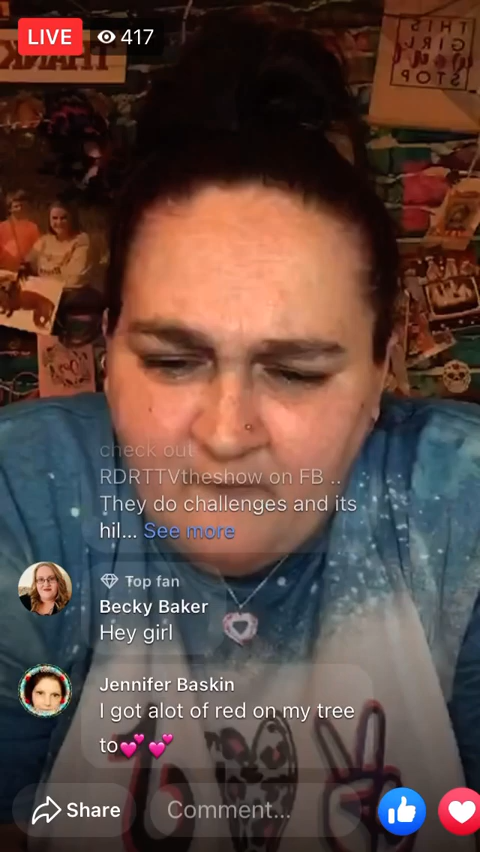 LIVE 417
THANK
THIS
GIRL
STOP
check out
RDRTTVtheshow on FB ..
They do challenges and its
hil... See more
Top fan
Becky Baker
Hey girl
Jennifer Baskin
I got alot of red on my tree
to💕💕
Share
Comment...